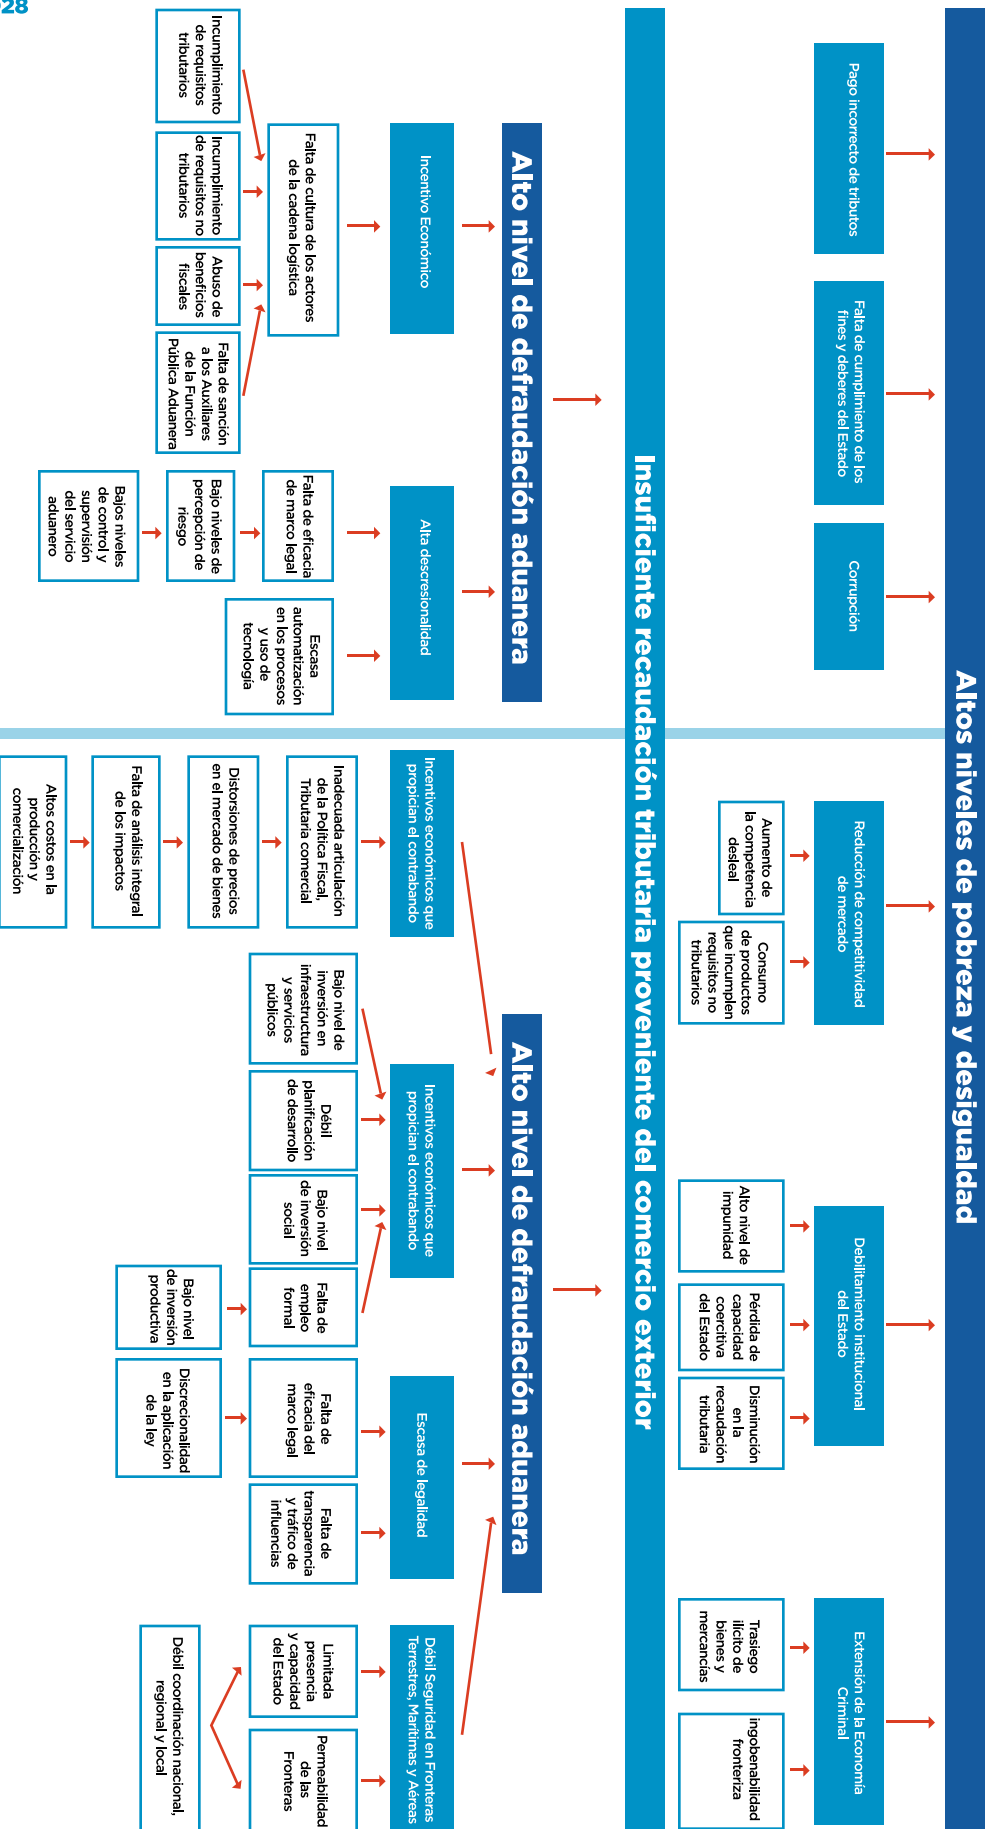 028
Altos niveles de pobreza y desigualdad
Pago incorrecto de tributos
Falta de cumplimiento de los
fines y deberes del Estado
Corrupción
Reducción de competitividad
de mercado
Aumento de
la competencia
desleal
Consumo
de productos
que incumplen
requisitos no
tributarios
Debilitamiento institucional
del Estado
Alto nivel de
impunidad
Pérdida de
capacidad
coercitiva
del Estado
Disminución
en la
recaudación
tributaria
Extensión de la Economía
Criminal
Trasiego
ilícito de
bienes y
mercancías
ingobenabilidad
fronteriza
Insuficiente recaudación tributaria proveniente del comercio exterior
Alto nivel de defraudación aduanera
Incentivo Económico
Falta de cultura de los actores
de la cadena logística
Incumplimiento
de requisitos
tributarios
Incumplimiento
de requisitos no
tributarios
Abuso de
beneficios
fiscales
Falta de sanción
a los Auxiliares
de la Función
Pública Aduanera
Alta descresionalidad
Falta de eficacia
de marco legal
Bajo niveles de
percepción de
riesgo
Bajos niveles
de control y
supervisión
del servicio
aduanero
Escasa
automatización
en los procesos
y uso de
tecnología
Alto nivel de defraudación aduanera
Incentivos económicos que
propician el contrabando
Inadecuada articulación
de la Política Fiscal,
Tributaria comercial
Distorsiones de precios
en el mercado de bienes
Falta de análisis integral
de los impactos
Altos costos en la
producción y
comercialización
Incentivos económicos que
propician el contrabando
Bajo nivel de
inversión en
infraestructura
y servicios
públicos
Débil
planificación
de desarrollo
Bajo nivel
de inversión
social
Falta de
empleo
formal
Bajo nivel
de inversión
productiva
Escasa de legalidad
Falta de
eficacia del
marco legal
Discrecionalidad
en la aplicación
de la ley
Falta de
transparencia
y tráfico de
influencias
Débil Seguridad en Fronteras
Terrestres, Marítimas y Aéreas
Limitada
presencia
y capacidad
del Estado
Permeabilidad
de las
Fronteras
Débil coordinación nacional,
regional y local